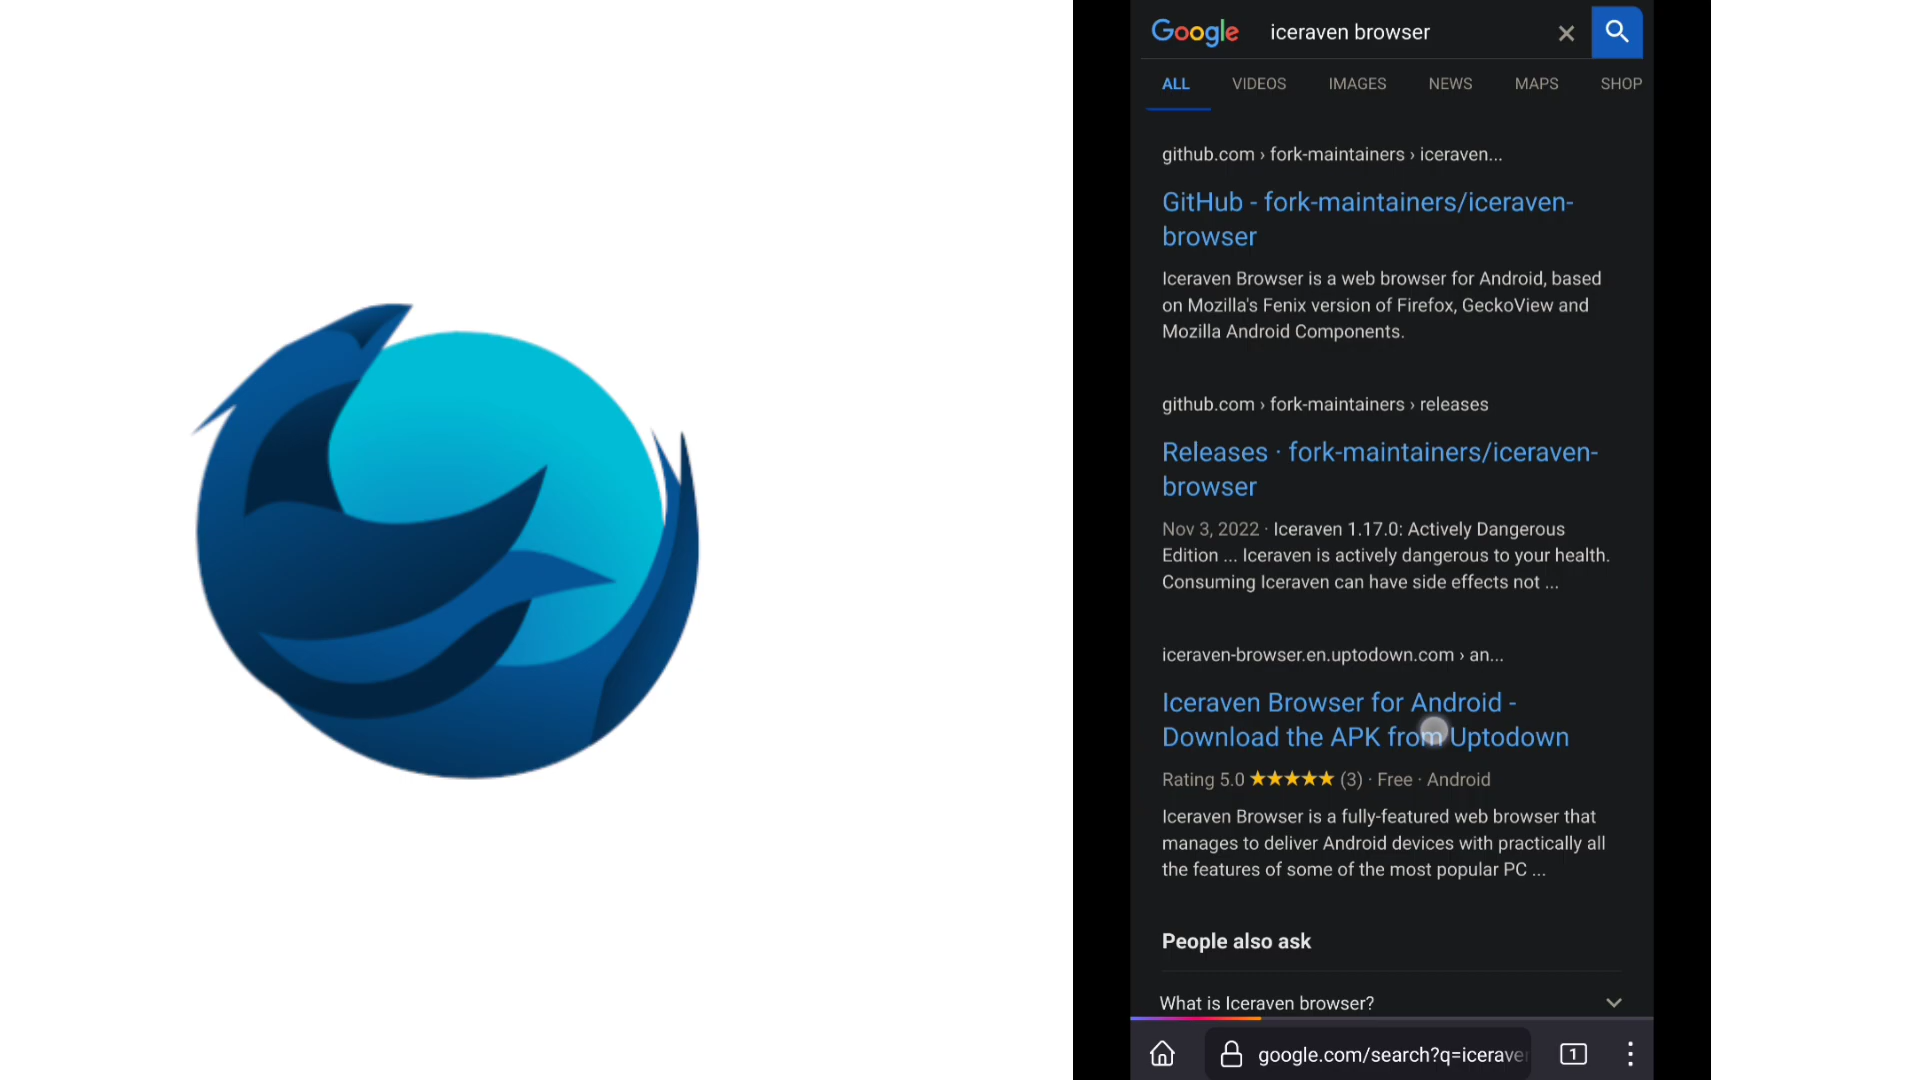 Google
iceraven browser
ALL VIDEOS IMAGES NEWS MAPS SHOP
github.com › fork-maintainers › iceraven...
GitHub - fork-maintainers/iceraven-
browser
Iceraven Browser is a web browser for Android, based
on Mozilla's Fenix version of Firefox, GeckoView and
Mozilla Android Components.
github.com › fork-maintainers › releases
Releases · fork-maintainers/iceraven-
browser
Nov 3, 2022 · Iceraven 1.17.0: Actively Dangerous
Edition ... Iceraven is actively dangerous to your health.
Consuming Iceraven can have side effects not ...
iceraven-browser.en.uptodown.com › an...
Iceraven Browser for Android -
Download the APK from Uptodown
Rating 5.0 ★★★★★ (3) · Free · Android
Iceraven Browser is a fully-featured web browser that
manages to deliver Android devices with practically all
the features of some of the most popular PC ...
People also ask
What is Iceraven browser?
google.com/search?q=icerave
1